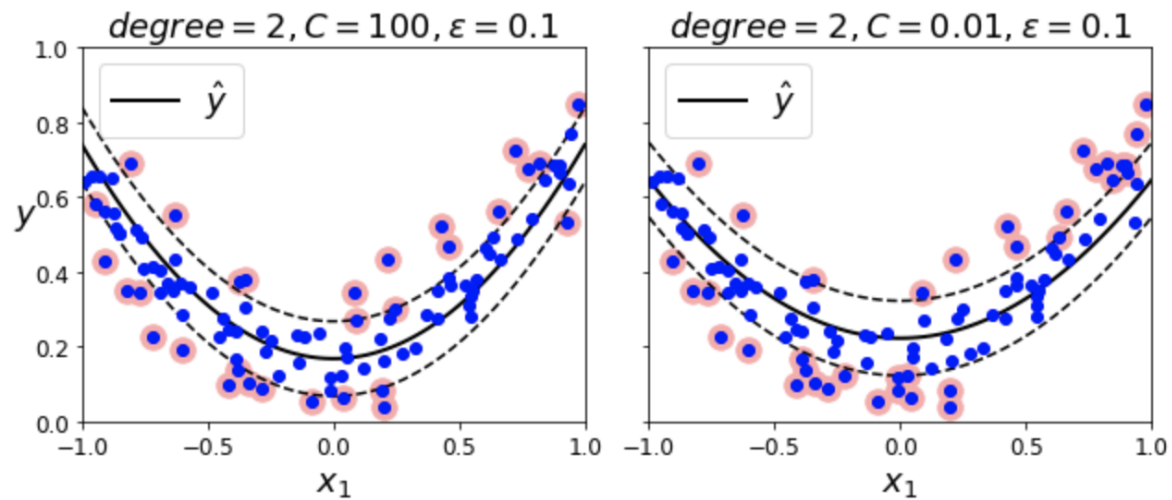 degree = 2, C = 100, ε = 0.1
ŷ
1.0
0.8
0.6
0.4
0.2
0.0
y
−1.0 −0.5 0.0 0.5 1.0
x₁
degree = 2, C = 0.01, ε = 0.1
ŷ
−1.0 −0.5 0.0 0.5 1.0
x₁